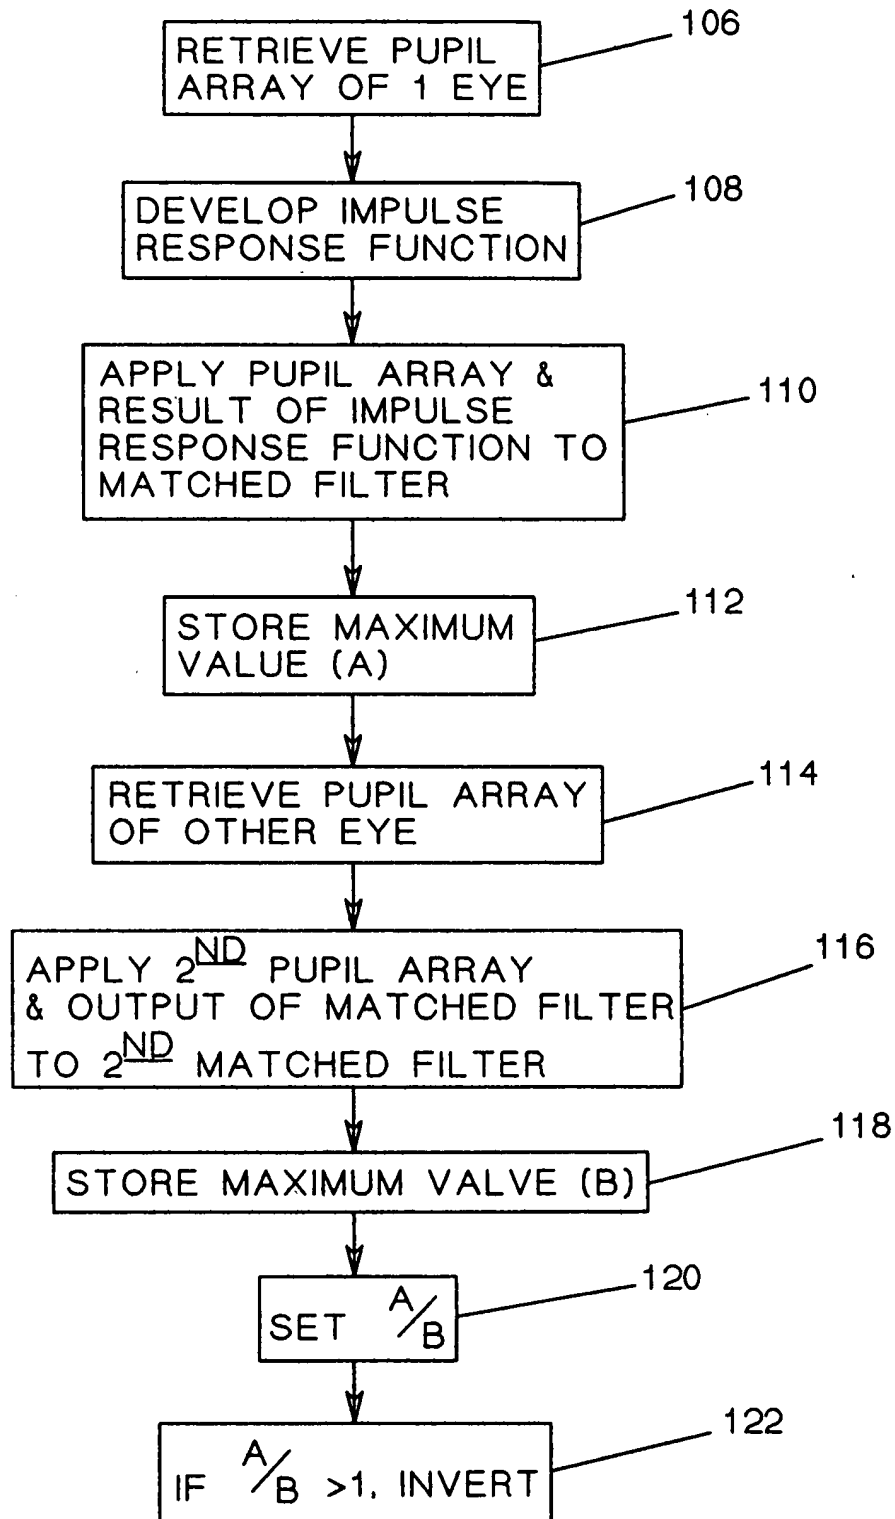 106
RETRIEVE PUPIL
ARRAY OF 1 EYE
108
DEVELOP IMPULSE
RESPONSE FUNCTION
110
APPLY PUPIL ARRAY &
RESULT OF IMPULSE
RESPONSE FUNCTION TO
MATCHED FILTER
112
STORE MAXIMUM
VALUE (A)
114
RETRIEVE PUPIL ARRAY
OF OTHER EYE
116
APPLY 2ND PUPIL ARRAY
& OUTPUT OF MATCHED FILTER
TO 2ND MATCHED FILTER
118
STORE MAXIMUM VALVE (B)
120
SET A/B
122
IF A/B >1, INVERT